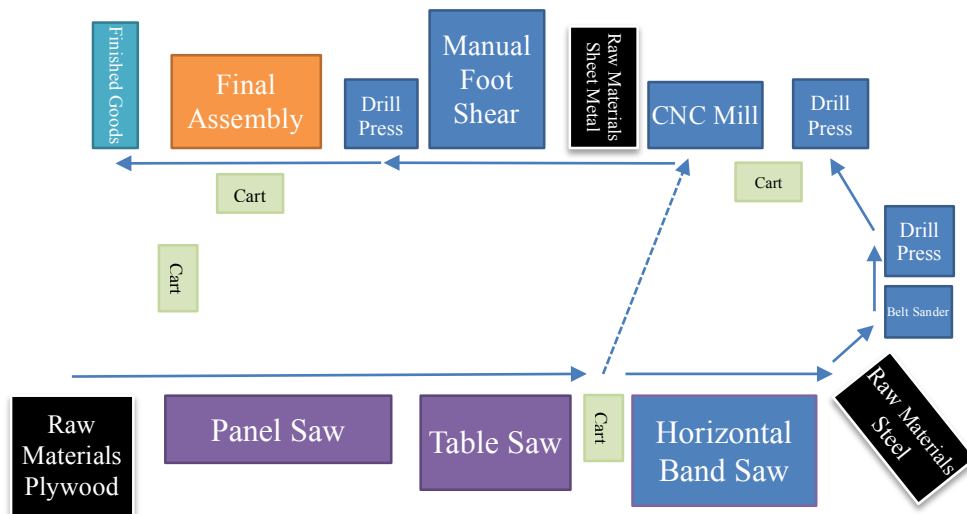 Finished Goods
Final
Assembly
Drill
Press
Manual
Foot
Shear
Raw Materials
Sheet Metal
CNC Mill
Drill
Press
Cart
Cart
Drill
Press
Cart
Belt Sander
Raw
Materials
Plywood
Panel Saw
Table Saw
Cart
Horizontal
Band Saw
Raw Materials
Steel